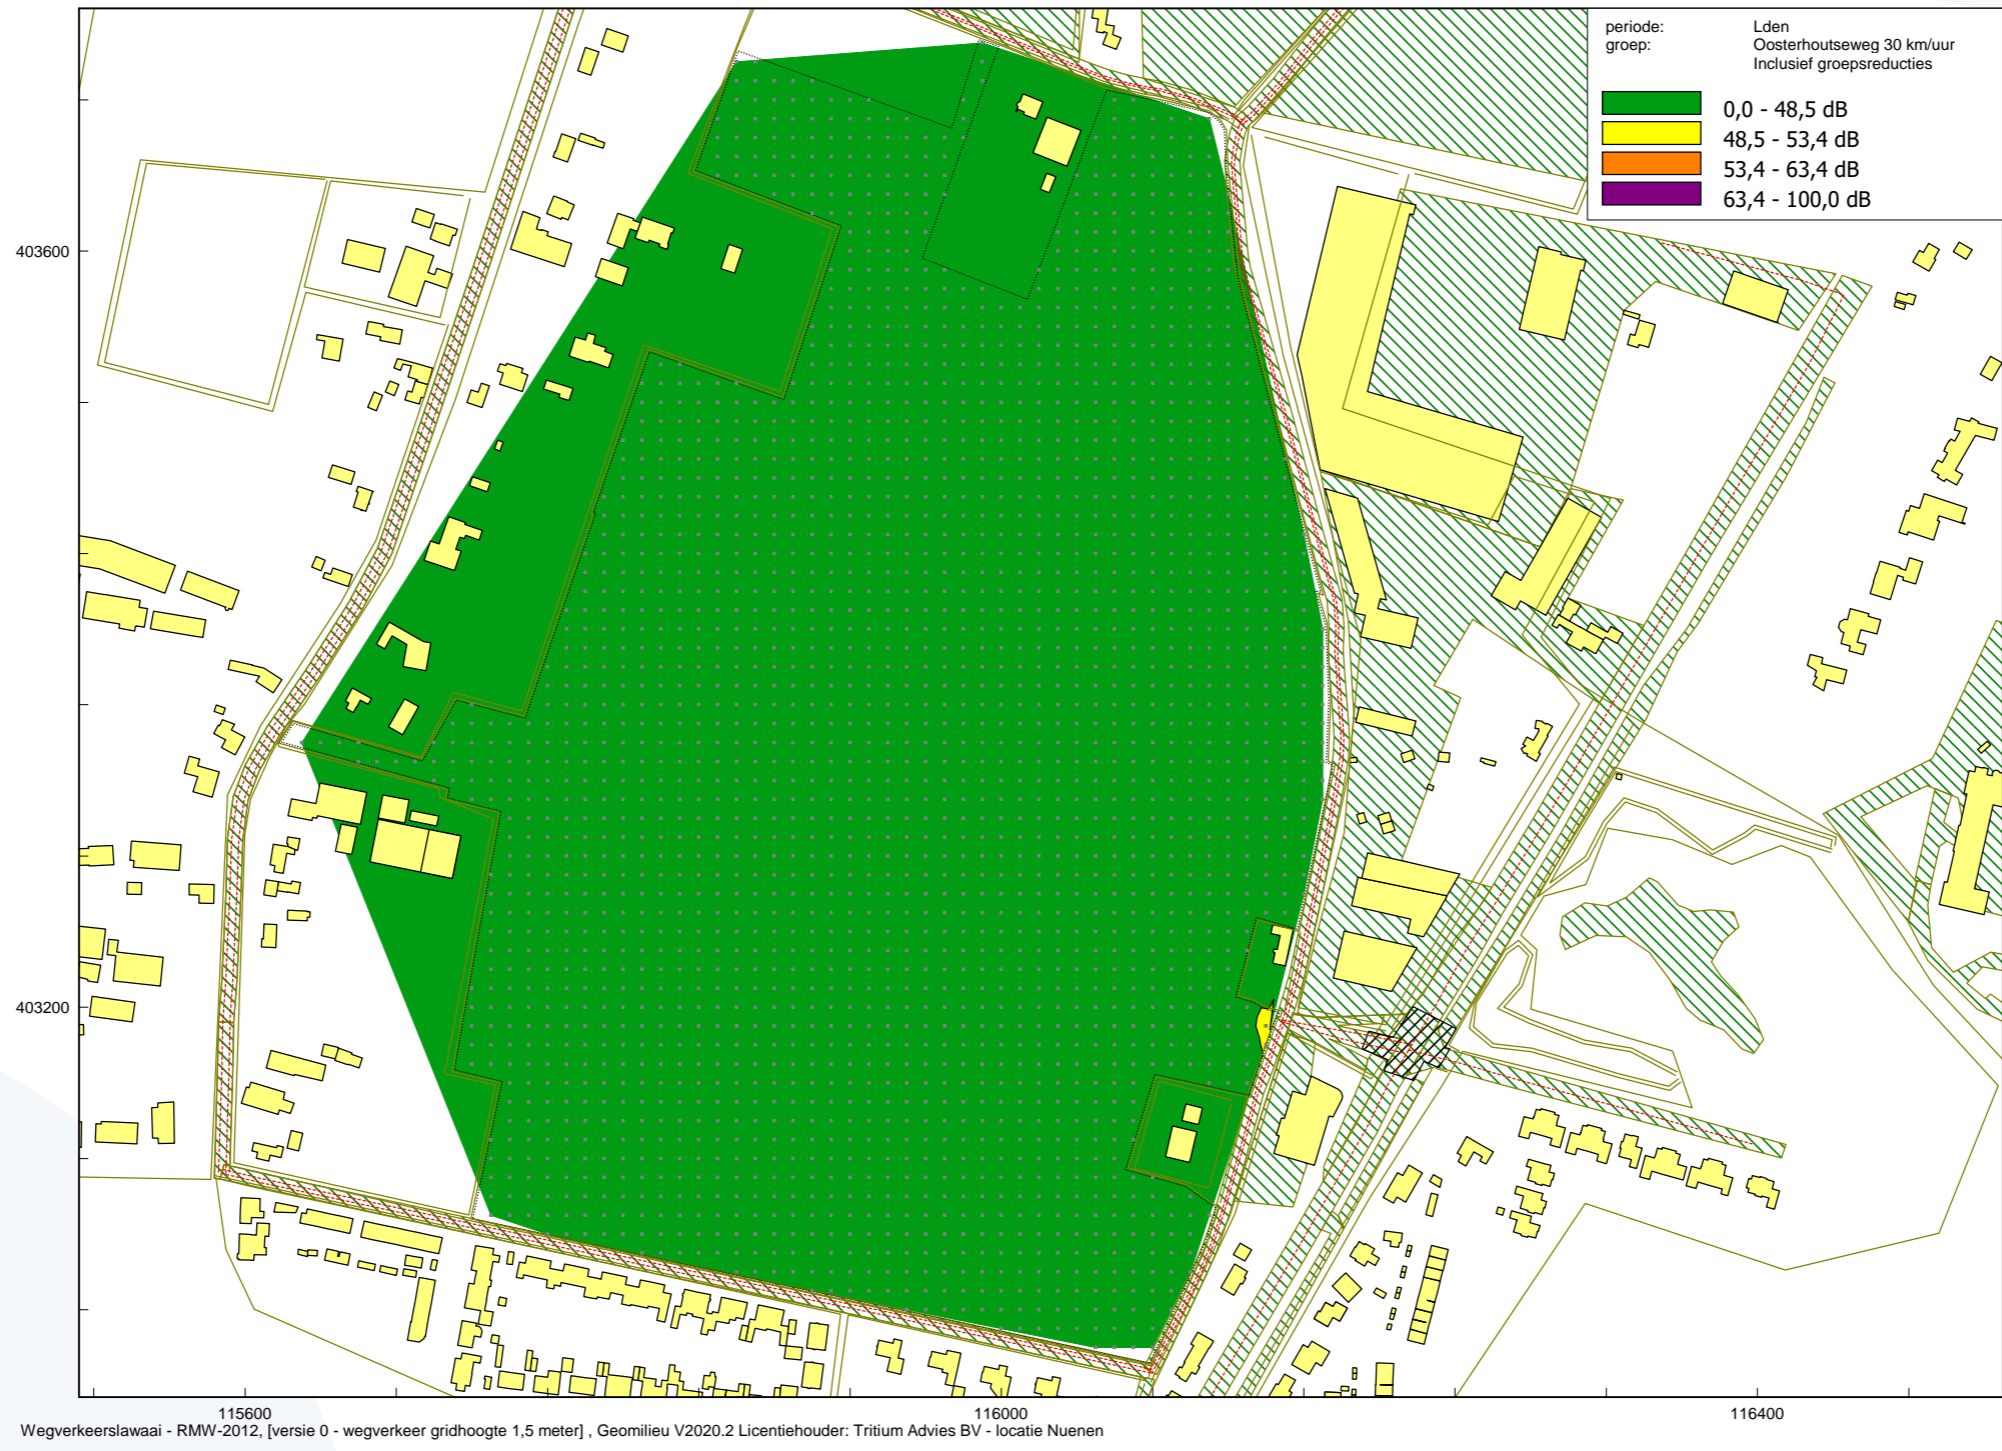 periode: Lden
groep: Oosterhoutseweg 30 km/uur
Inclusief groepsreducties
0,0 - 48,5 dB
48,5 - 53,4 dB
53,4 - 63,4 dB
63,4 - 100,0 dB
403600
403200
115600 116000 116400
Wegverkeerslawaai - RMW-2012, [versie 0 - wegverkeer gridhoogte 1,5 meter] , Geomilieu V2020.2 Licentiehouder: Tritium Advies BV - locatie Nuenen